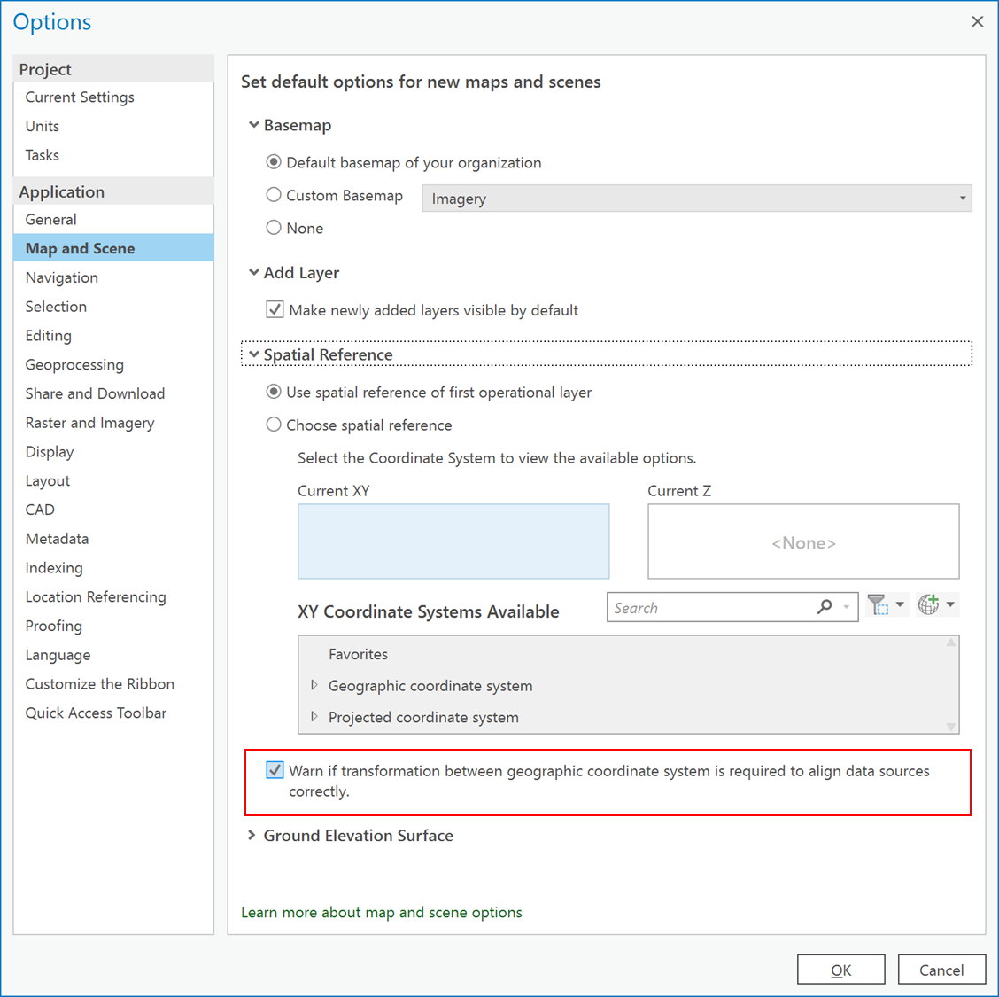 Options
Project
Current Settings
Units
Tasks
Application
General
Map and Scene
Navigation
Selection
Editing
Geoprocessing
Share and Download
Raster and Imagery
Display
Layout
CAD
Metadata
Indexing
Location Referencing
Proofing
Language
Customize the Ribbon
Quick Access Toolbar
Set default options for new maps and scenes
Basemap
Default basemap of your organization
Custom Basemap
Imagery
None
Add Layer
Make newly added layers visible by default
Spatial Reference
Use spatial reference of first operational layer
Choose spatial reference
Select the Coordinate System to view the available options.
Current XY
Current Z
<None>
XY Coordinate Systems Available
Search
Favorites
Geographic coordinate system
Projected coordinate system
Warn if transformation between geographic coordinate system is required to align data sources
correctly.
Ground Elevation Surface
Learn more about map and scene options
OK
Cancel